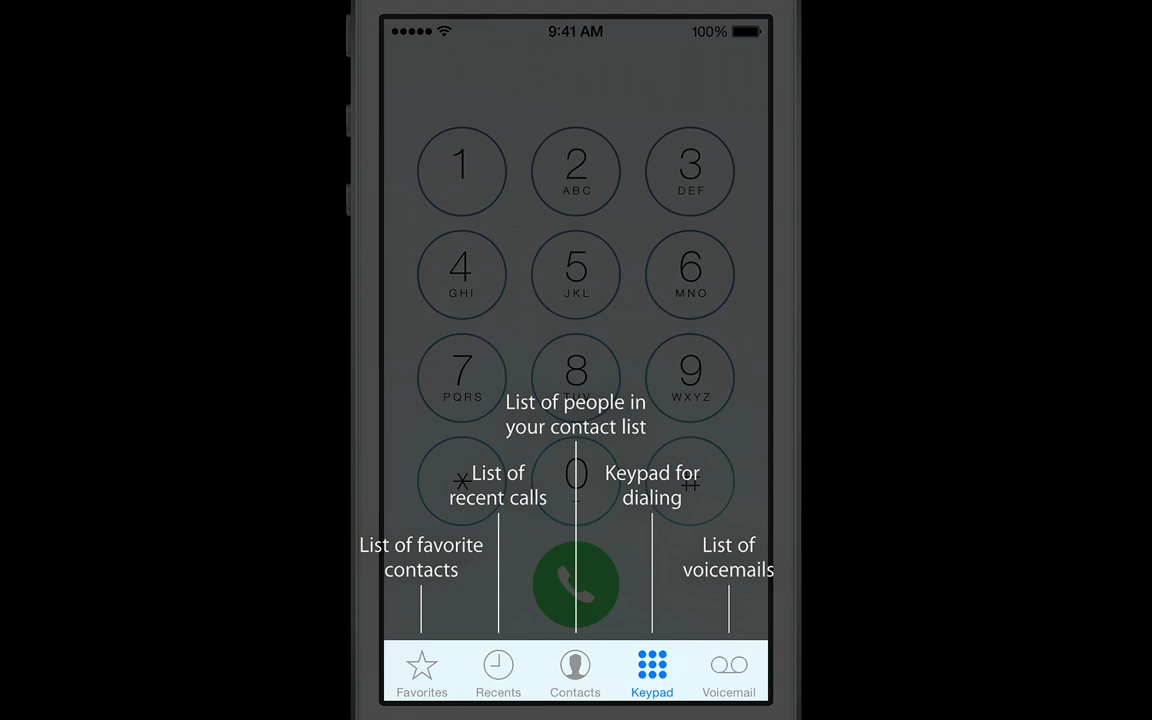 9:41 AM
100%
1
2
3
ABC
DEF
4
5
6
GHI
JKL
MNO
7
8
9
PQRS
TUV
WXYZ
List of people in
your contact list
*
0
#
List of
recent calls
Keypad for
dialing
List of favorite
contacts
List of
voicemails
Favorites
Recents
Contacts
Keypad
Voicemail